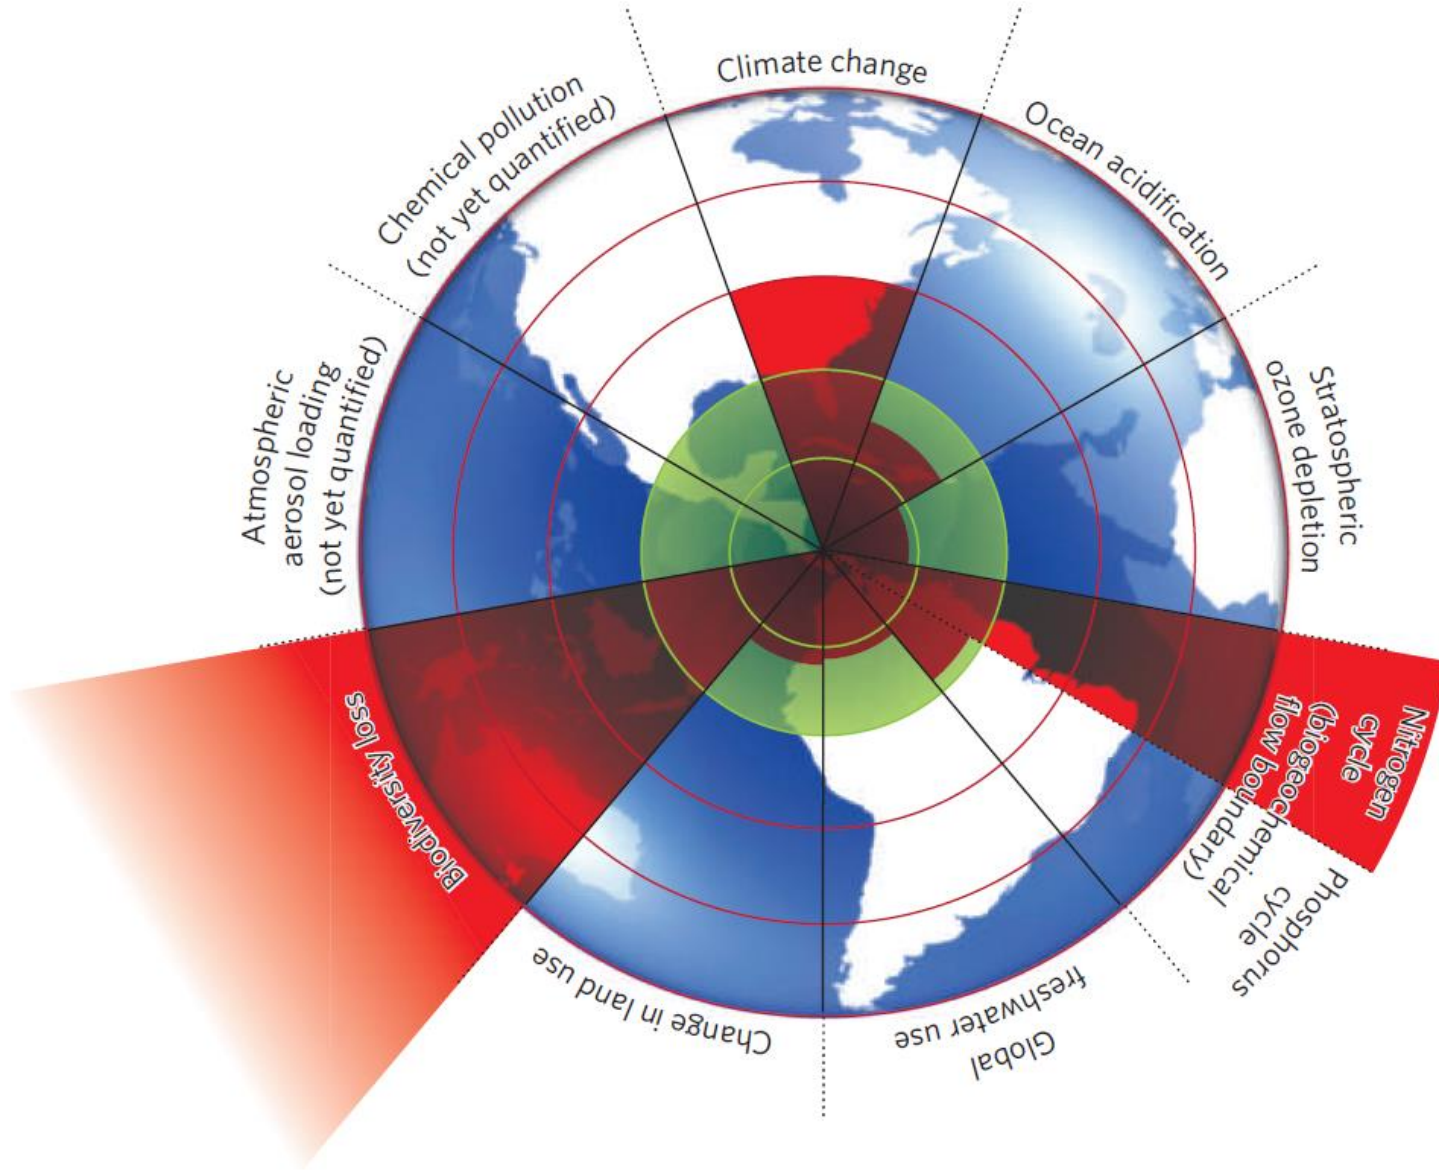 Climate change
Ocean acidification
Stratospheric
ozone depletion
Nitrogen
cycle
(biogeochemical
flow boundary)
Phosphorus
cycle
Global
freshwater use
Change in land use
Biodiversity loss
Atmospheric
aerosol loading
(not yet quantified)
Chemical pollution
(not yet quantified)